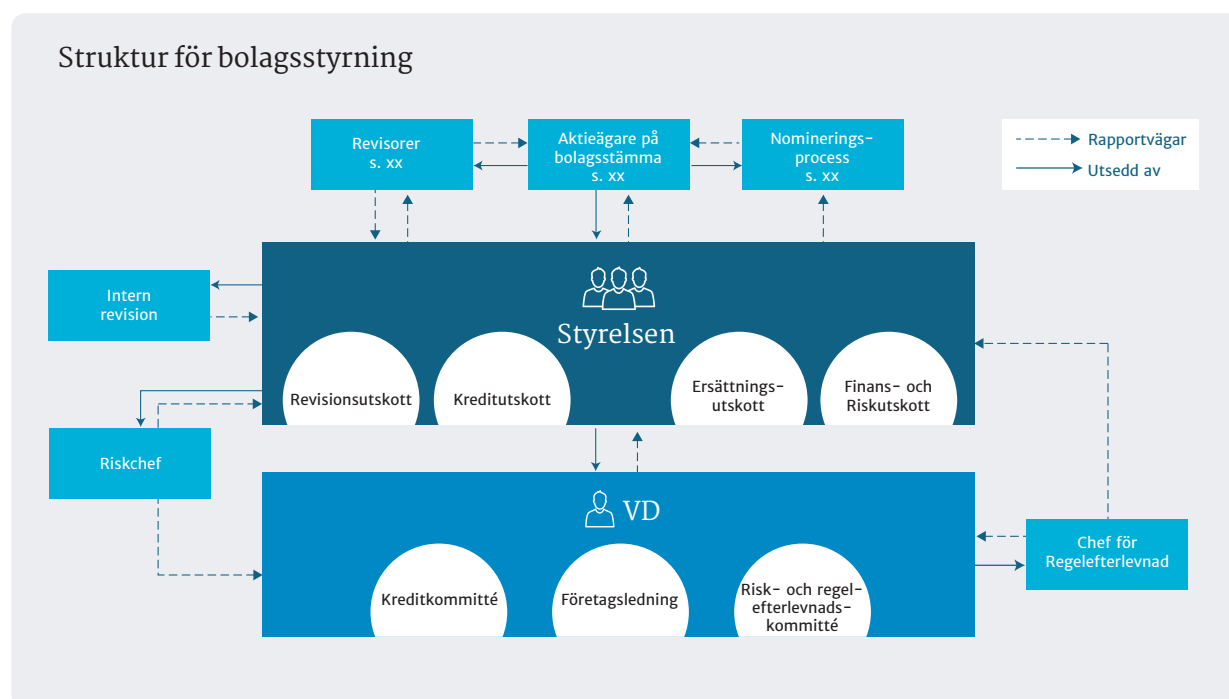 Struktur för bolagsstyrning
Revisorer
s. xx
Aktieägare på
bolagsstämma
s. xx
Nominerings-
process
s. xx
Rapportvägar
Utsedd av
Intern
revision
Styrelsen
Revisionsutskott
Kreditutskott
Ersättnings-
utskott
Finans- och
Riskutskott
Riskchef
VD
Chef för
Regelefterlevnad
Kreditkommitté
Företagsledning
Risk- och regel-
efterlevnads-
kommitté